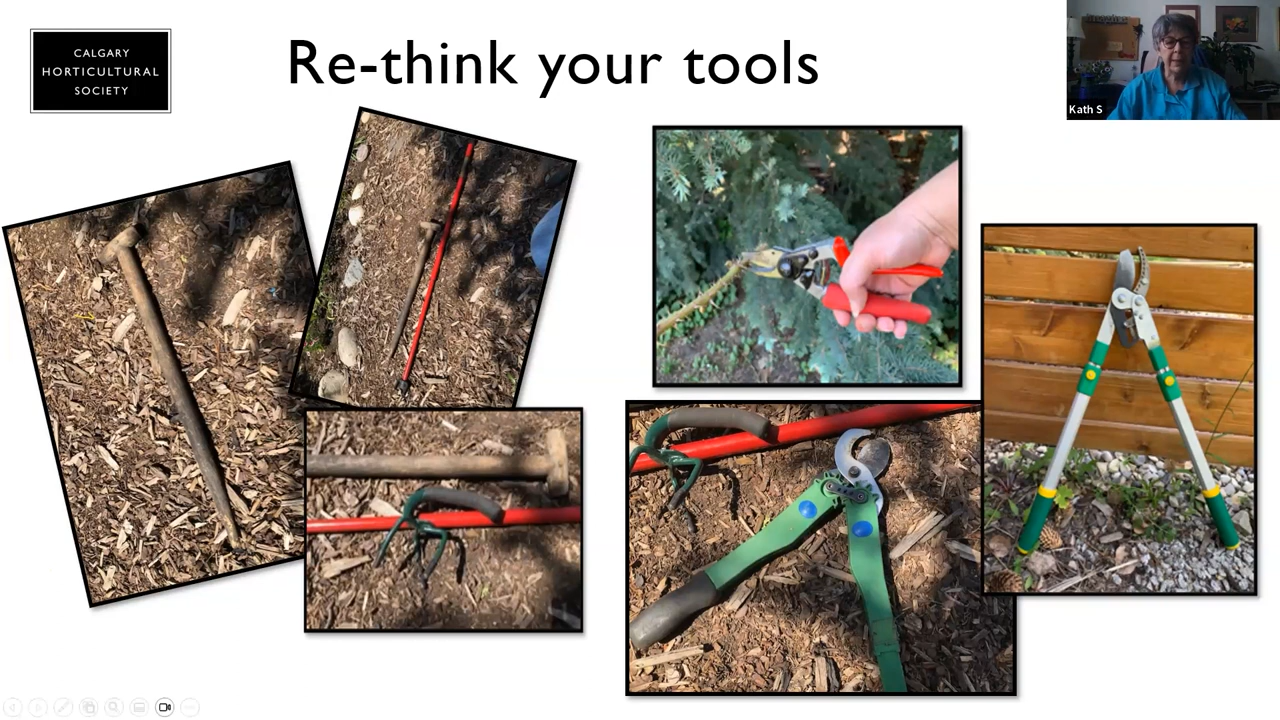 CALGARY
HORTICULTURAL
SOCIETY
Re-think your tools
Kath S